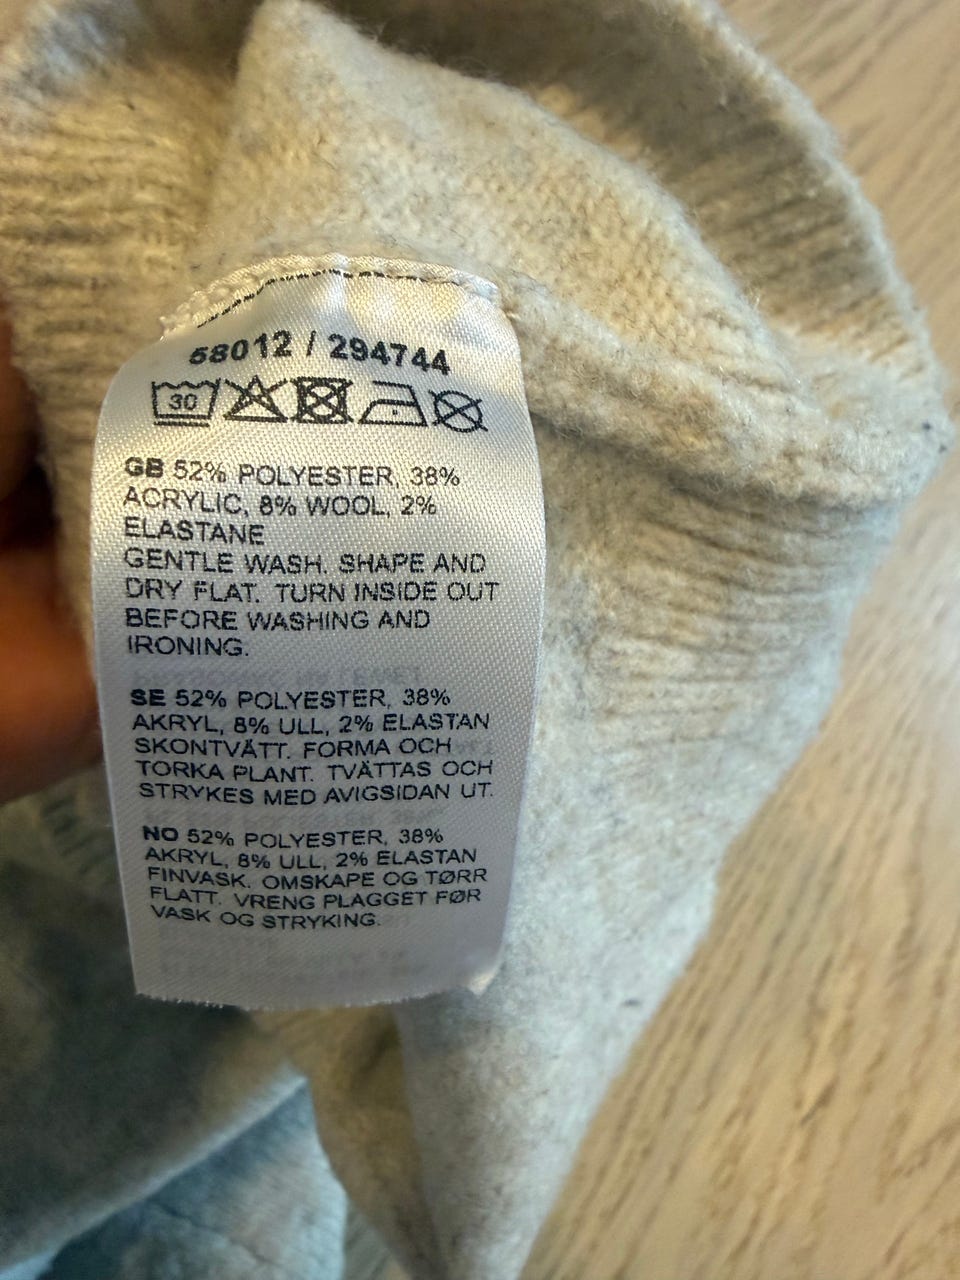 58012 / 294744
30
GB 52% POLYESTER, 38%
ACRYLIC, 8% WOOL, 2%
ELASTANE
GENTLE WASH. SHAPE AND
DRY FLAT. TURN INSIDE OUT
BEFORE WASHING AND
IRONING.
SE 52% POLYESTER, 38%
AKRYL, 8% ULL, 2% ELASTAN
SKONTVÄTT. FORMA OCH
TORKA PLANT. TVÄTTAS OCH
STRYKES MED AVIGSIDAN UT.
NO 52% POLYESTER, 38%
AKRYL, 8% ULL, 2% ELASTAN
FINVASK. OMSKAPE OG TØRR
FLATT. VRENG PLAGGET FØR
VASK OG STRYKING.